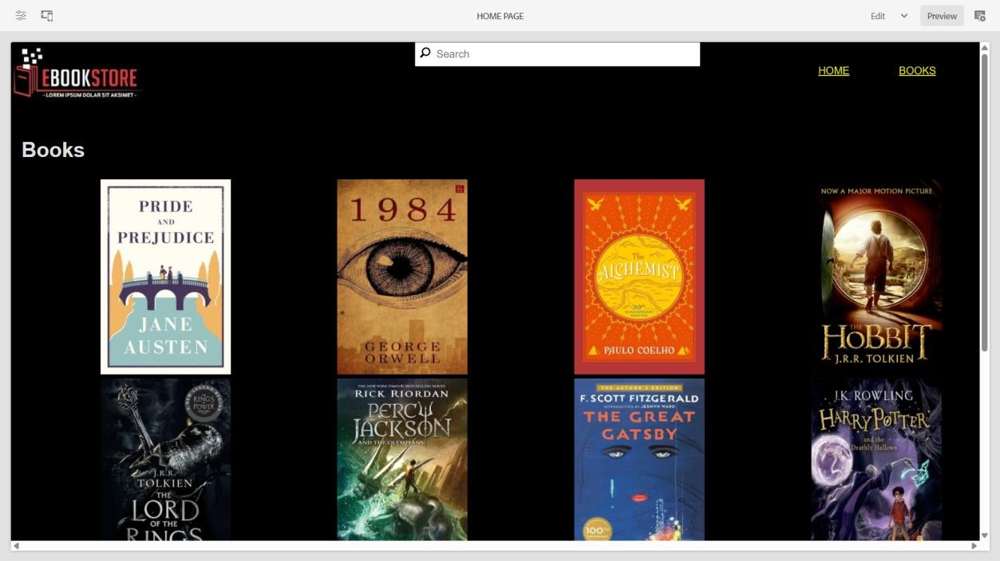 HOME PAGE
Edit
Preview
EBOOKSTORE
- LOREM IPSUM DOLAR SIT AKSIMET -
Search
HOME
BOOKS
Books
PRIDE
AND
PREJUDICE
JANE
AUSTEN
1984
GEORGE
ORWELL
The
ALCHEMIST
30th
ANNIVERSARY
EDITION
PAULO COELHO
NOW A MAJOR MOTION PICTURE
THE
HOBBIT
J.R.R. TOLKIEN
THE
RINGS
OF
POWER
J.R.R.
TOLKIEN
THE
LORD
OF THE
RINGS
THE NEW YORK TIMES BEST-SELLING SERIES
RICK RIORDAN
PERCY
JACKSON
AND THE OLYMPIANS
THE AUTHOR'S EDITION
F. SCOTT FITZGERALD
INTRODUCTION BY JESMYN WARD
THE GREAT
GATSBY
100TH
J.K. ROWLING
HARRY POTTER
and the
Deathly Hallows